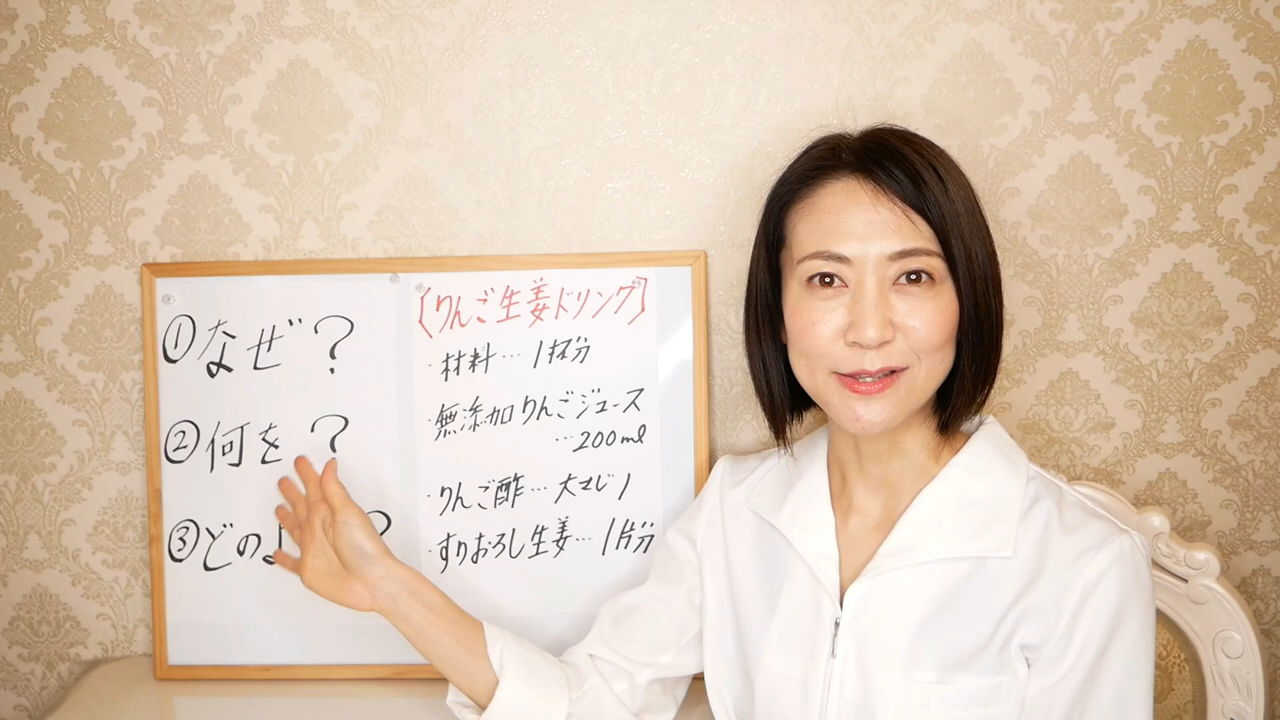 ①なぜ?
②何を?
③どのよ ?
〔りんご生姜ドリンク〕
・材料…1杯分
・無添加りんごジュース
…200ml
・りんご酢…大さじ1
・すりおろし生姜…1片分